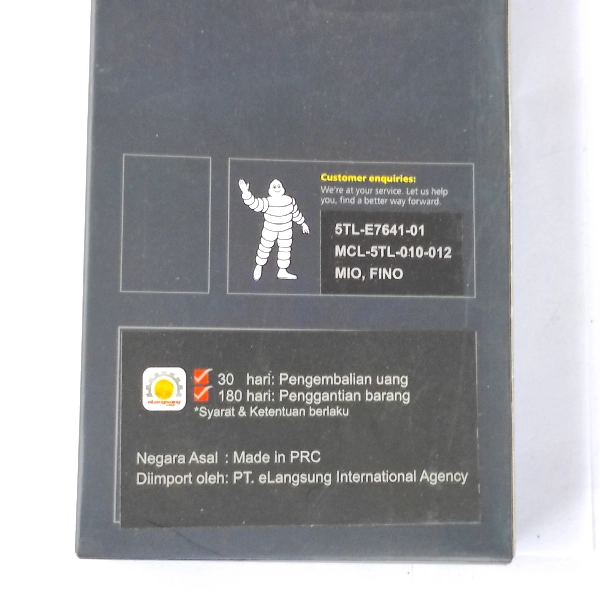 Customer enquiries:
We're at your service. Let us help
you, find a better way forward.
5TL-E7641-01
MCL-5TL-010-012
MIO, FINO
30 hari: Pengembalian uang
180 hari: Penggantian barang
*Syarat & Ketentuan berlaku
eLangsung
Negara Asal : Made in PRC
Diimport oleh: PT. eLangsung International Agency